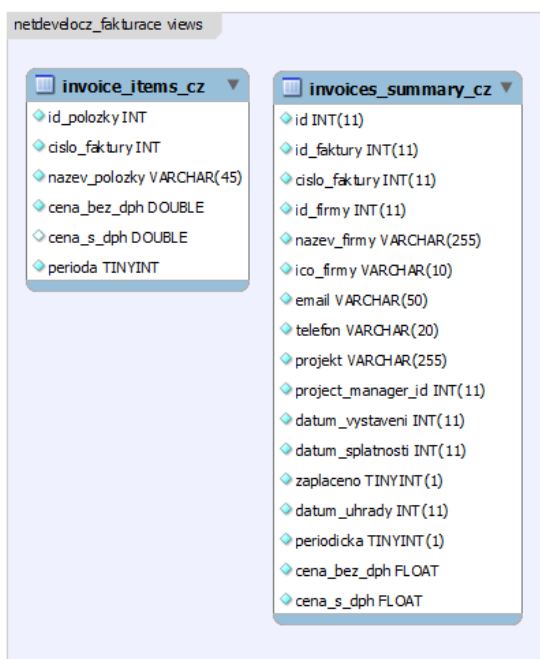 netdevelocz_fakturace views
invoice_items_cz
id_polozky INT
cislo_faktury INT
nazev_polozky VARCHAR(45)
cena_bez_dph DOUBLE
cena_s_dph DOUBLE
perioda TINYINT
invoices_summary_cz
id INT(11)
id_faktury INT(11)
cislo_faktury INT(11)
id_firmy INT(11)
nazev_firmy VARCHAR(255)
ico_firmy VARCHAR(10)
email VARCHAR(50)
telefon VARCHAR(20)
projekt VARCHAR(255)
project_manager_id INT(11)
datum_vystaveni INT(11)
datum_splatnosti INT(11)
zaplaceno TINYINT(1)
datum_uhrady INT(11)
periodicka TINYINT(1)
cena_bez_dph FLOAT
cena_s_dph FLOAT